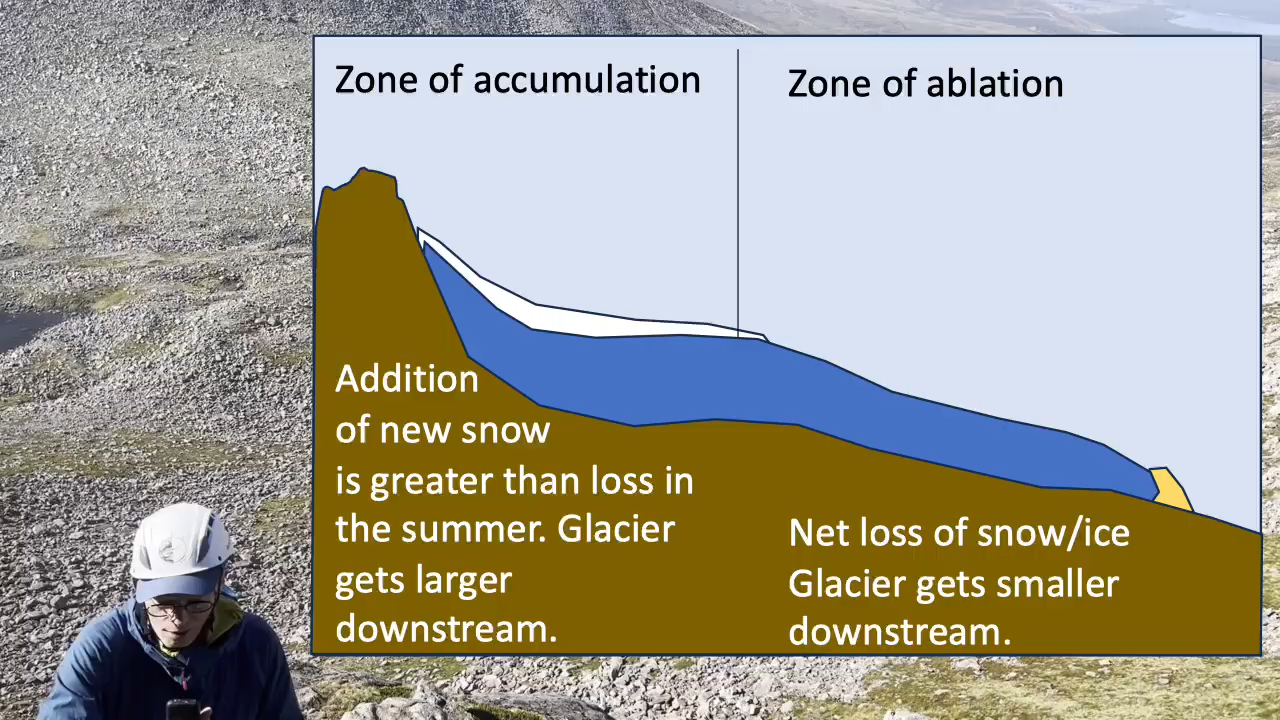 Zone of accumulation
Zone of ablation
Addition
of new snow
is greater than loss in
the summer. Glacier
gets larger
downstream.
Net loss of snow/ice
Glacier gets smaller
downstream.